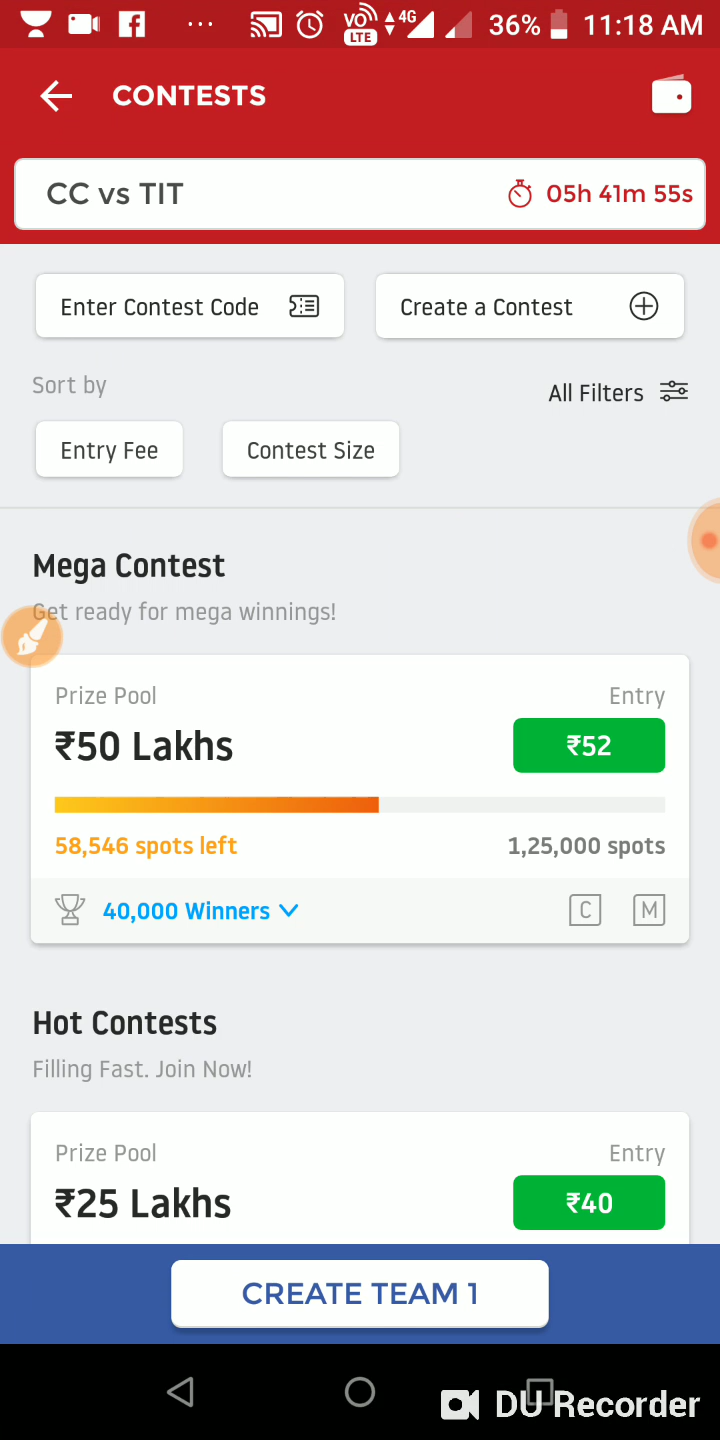 VO LTE 4G 36% 11:18 AM
CONTESTS
CC vs TIT 05h 41m 55s
Enter Contest Code Create a Contest
Sort by All Filters
Entry Fee Contest Size
Mega Contest
Get ready for mega winnings!
Prize Pool Entry
₹50 Lakhs ₹52
58,546 spots left 1,25,000 spots
40,000 Winners C M
Hot Contests
Filling Fast. Join Now!
Prize Pool Entry
₹25 Lakhs ₹40
CREATE TEAM 1
DU Recorder